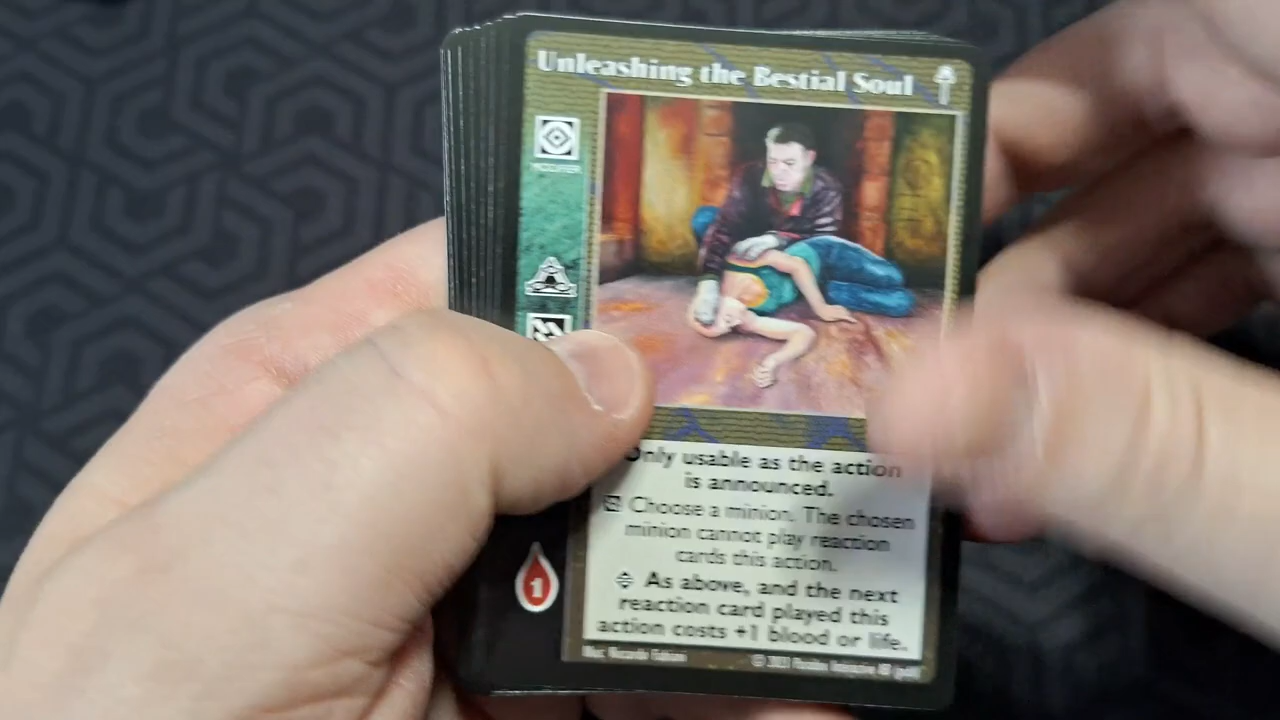 Unleashing the Bestial Soul
MODIFIER
Only usable as the action
is announced.
Choose a minion. The chosen
minion cannot play reaction
cards this action.
As above, and the next
reaction card played this
action costs +1 blood or life.
1